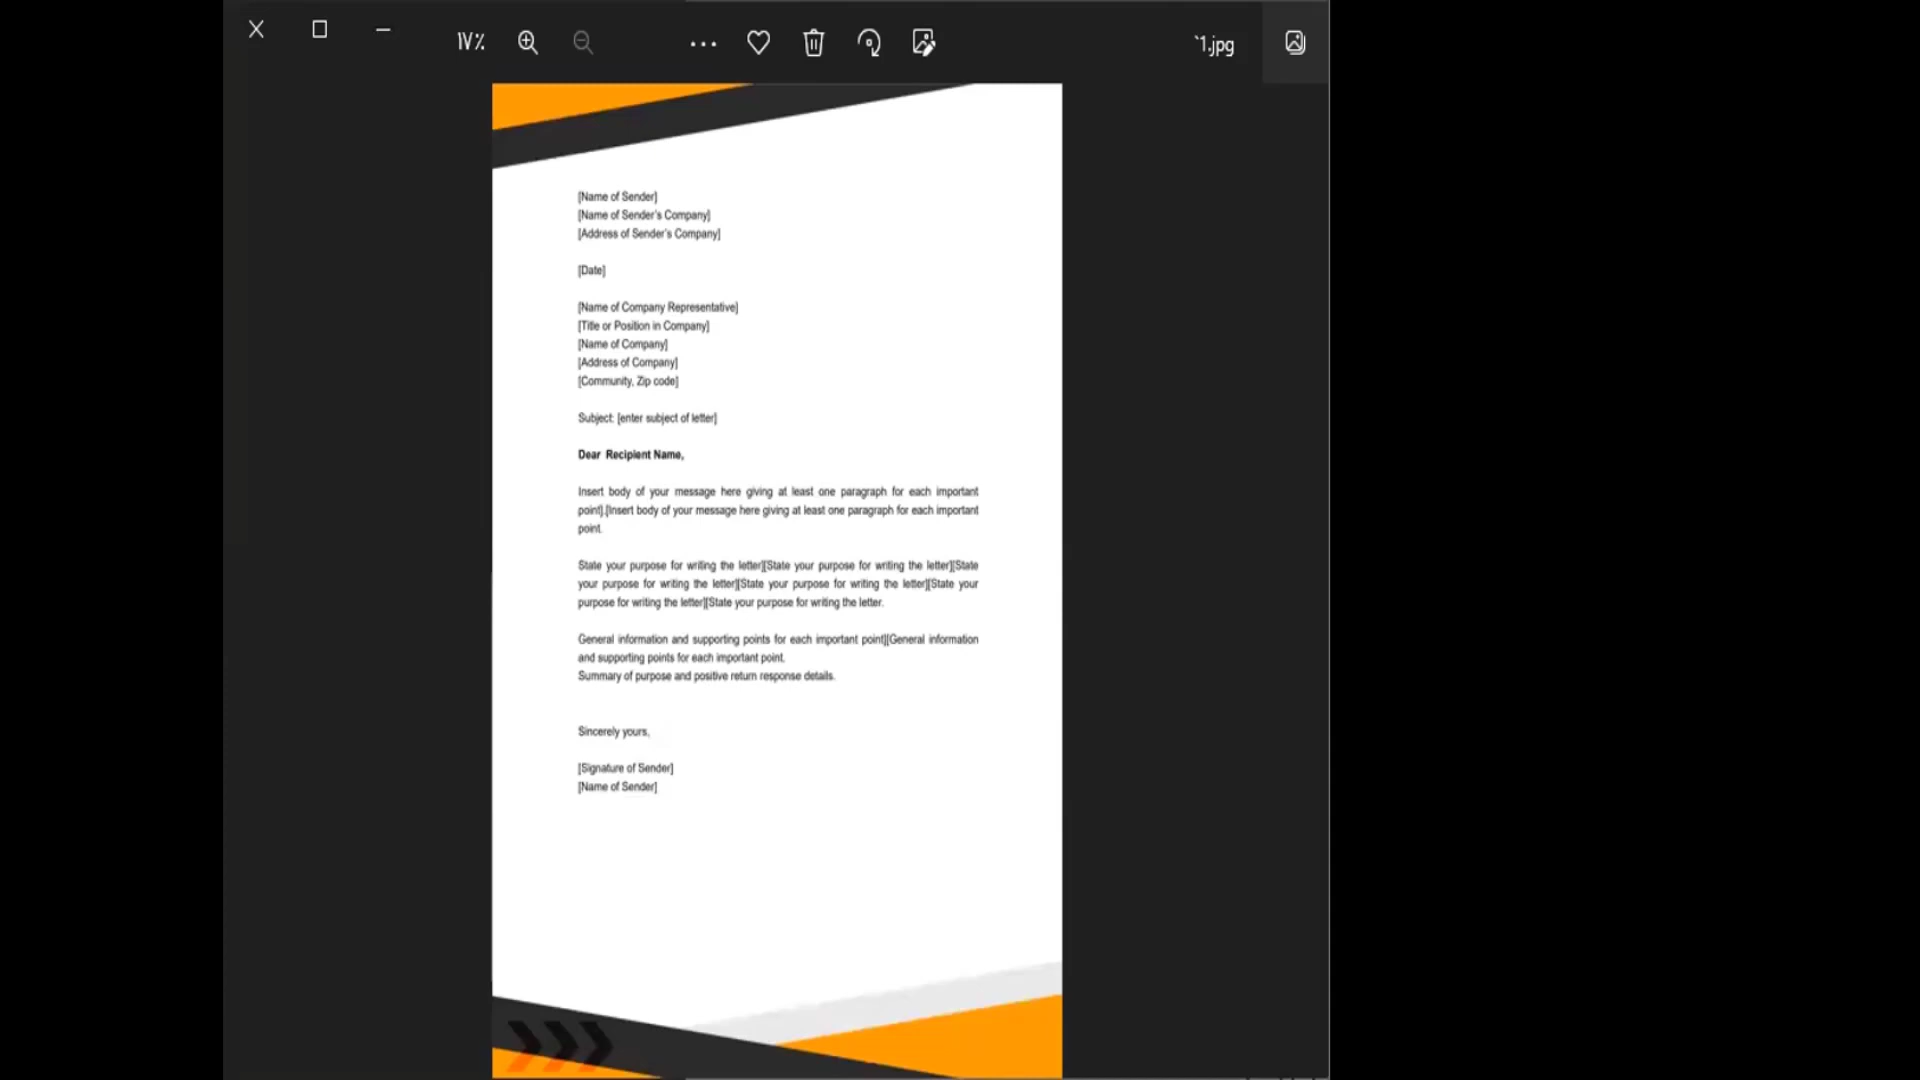 ۱۷٪
`1.jpg
[Name of Sender]
[Name of Sender's Company]
[Address of Sender's Company]
[Date]
[Name of Company Representative]
[Title or Position in Company]
[Name of Company]
[Address of Company]
[Community, Zip code]
Subject: [enter subject of letter]
Dear Recipient Name,
Insert body of your message here giving at least one paragraph for each important
point].[Insert body of your message here giving at least one paragraph for each important
point.
State your purpose for writing the letter][State your purpose for writing the letter][State
your purpose for writing the letter][State your purpose for writing the letter][State your
purpose for writing the letter][State your purpose for writing the letter.
General information and supporting points for each important point][General information
and supporting points for each important point.
Summary of purpose and positive return response details.
Sincerely yours,
[Signature of Sender]
[Name of Sender]